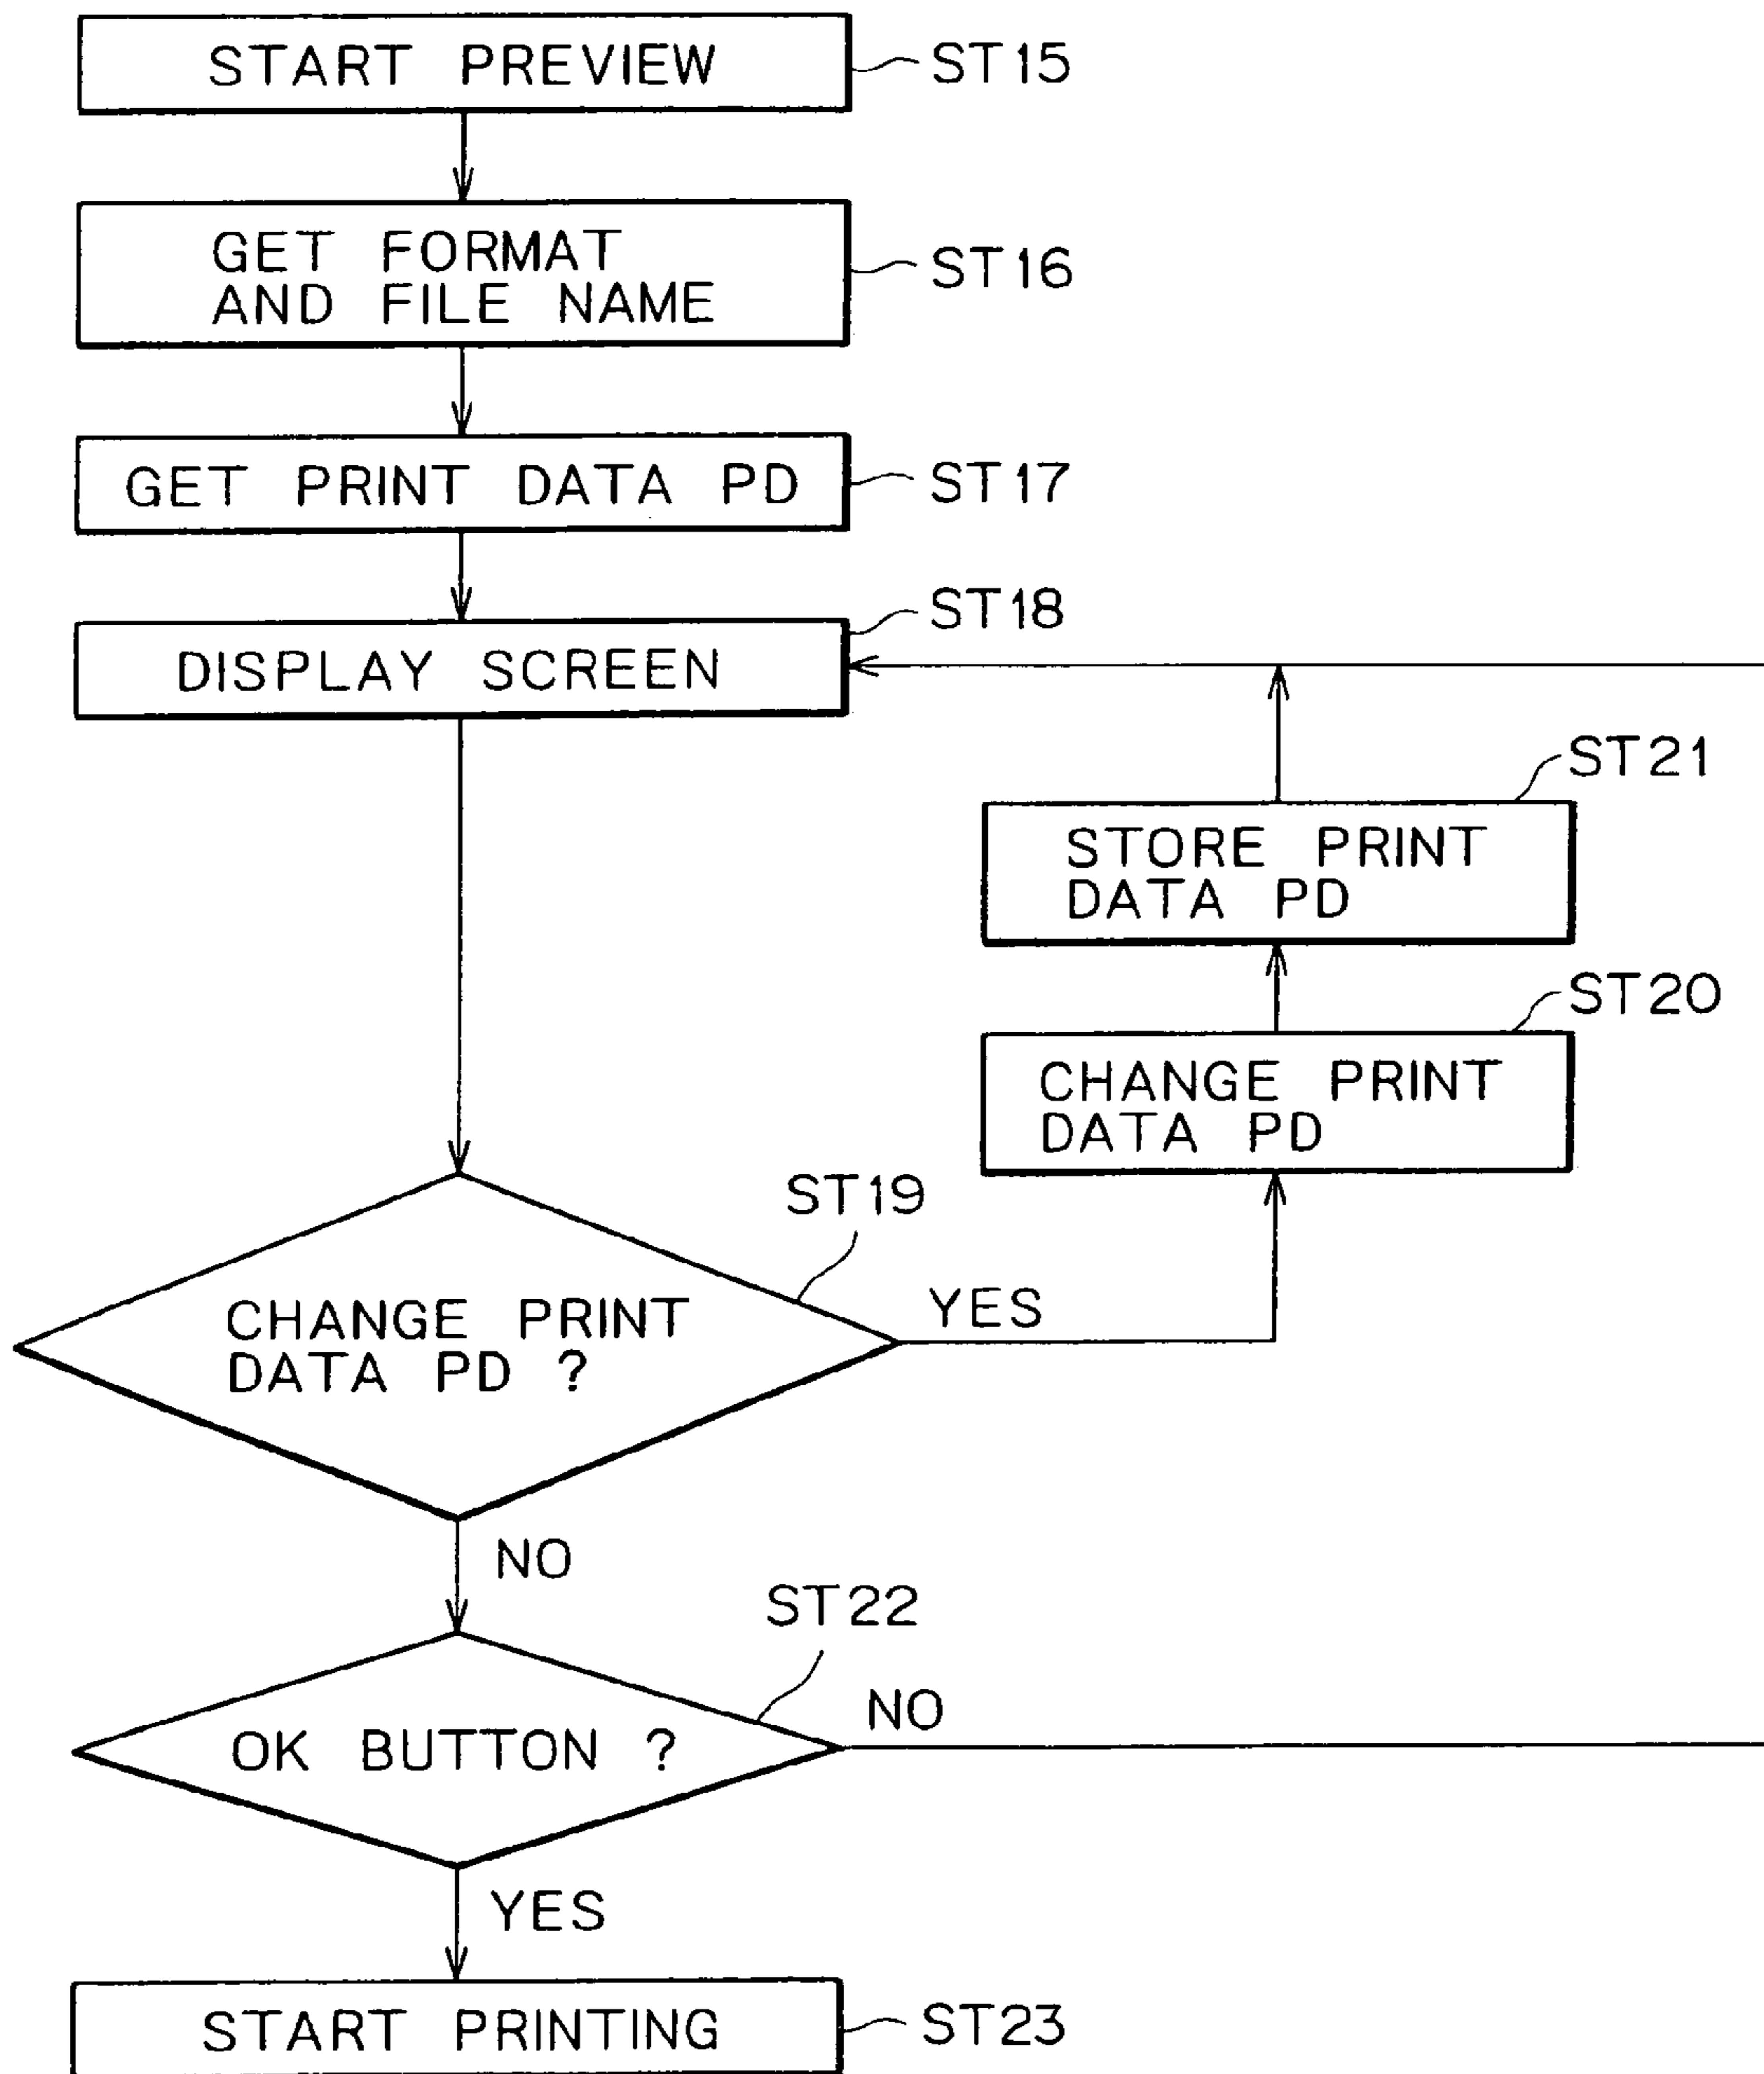 START PREVIEW
ST15
GET FORMAT
AND FILE NAME
ST16
GET PRINT DATA PD
ST17
DISPLAY SCREEN
ST18
ST21
STORE PRINT
DATA PD
ST20
CHANGE PRINT
DATA PD
ST19
CHANGE PRINT
DATA PD ?
YES
NO
ST22
OK BUTTON ?
NO
YES
START PRINTING
ST23